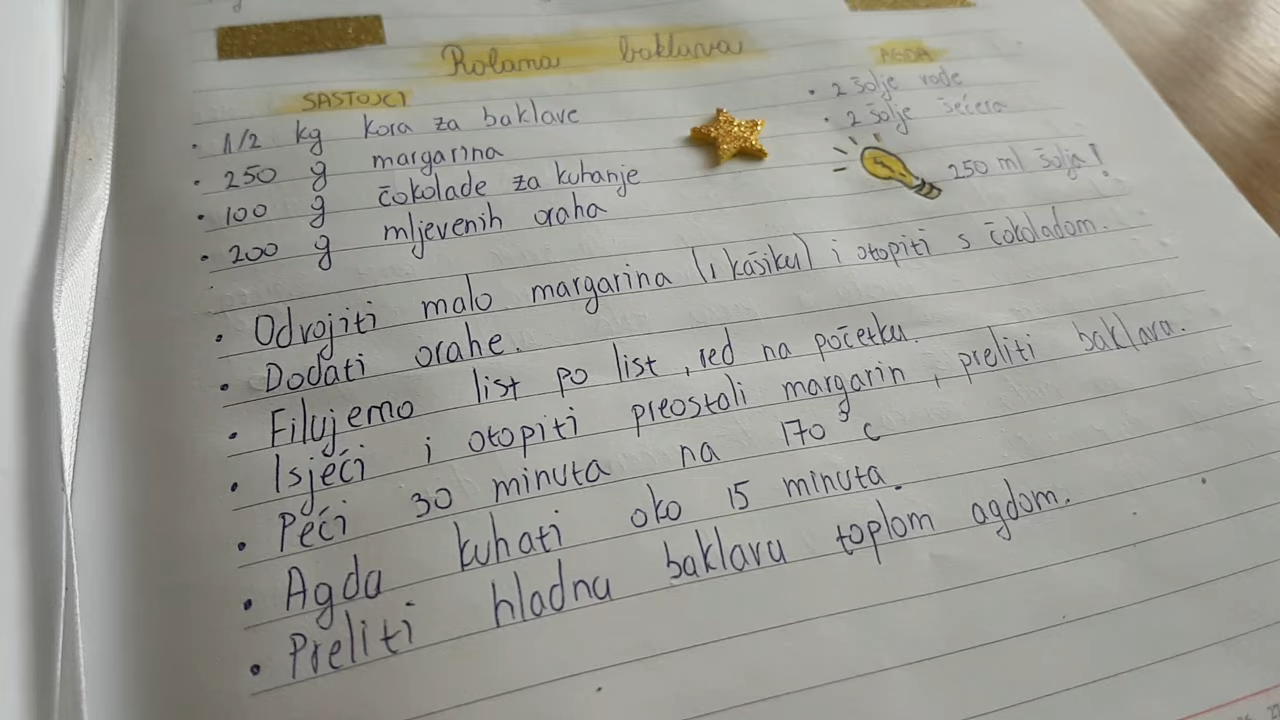 Rolana baklava
SASTOJCI
• 1/2 kg kora za baklave
• 250 g margarina
• 100 g čokolade za kuhanje
• 200 g mljevenih oraha
AGDA
• 2 šolje vode
• 2 šolje šećera
250 ml šolja!
• Odvojiti malo margarina (1 kašiku) i otopiti s čokoladom.
• Dodati orahe.
• Filujemo list po list, red na početku.
• Isjeći i otopiti preostali margarin, preliti baklava.
• Peći 30 minuta na 170 ° C
• Agda kuhati oko 15 minuta.
• Preliti hladnu baklavu toplom agdom.